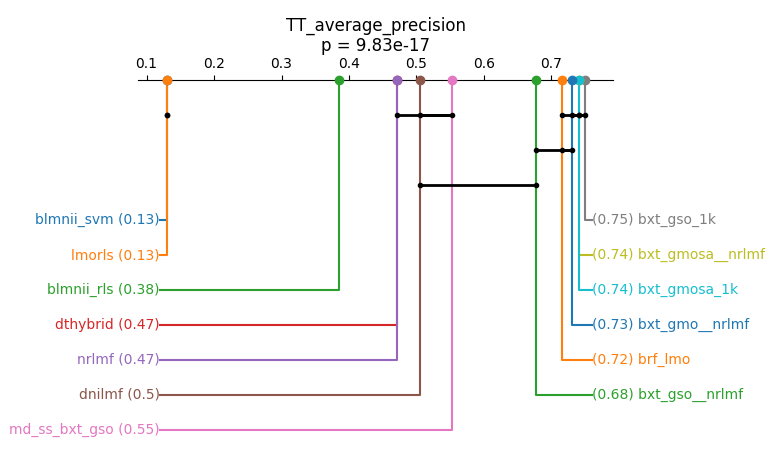 TT_average_precision
p = 9.83e-17
0.1 0.2 0.3 0.4 0.5 0.6 0.7
blmnii_svm (0.13)
(0.75) bxt_gso_1k
lmorls (0.13)
(0.74) bxt_gmosa__nrlmf
blmnii_rls (0.38)
(0.74) bxt_gmosa_1k
dthybrid (0.47)
(0.73) bxt_gmo__nrlmf
nrlmf (0.47)
(0.72) brf_lmo
dnilmf (0.5)
(0.68) bxt_gso__nrlmf
md_ss_bxt_gso (0.55)